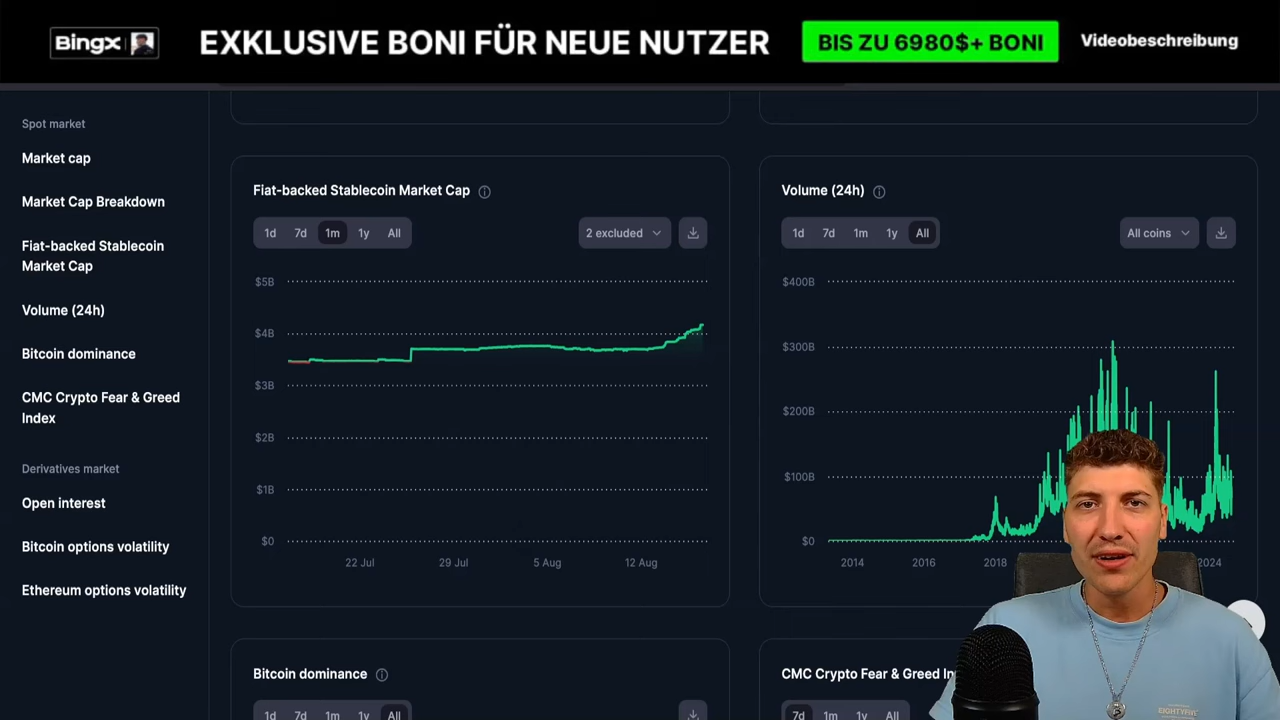 Bingx
EXKLUSIVE BONI FÜR NEUE NUTZER
BIS ZU 6980$+ BONI
Videobeschreibung
Spot market
Market cap
Market Cap Breakdown
Fiat-backed Stablecoin
Market Cap
Volume (24h)
Bitcoin dominance
CMC Crypto Fear & Greed
Index
Derivatives market
Open interest
Bitcoin options volatility
Ethereum options volatility
Fiat-backed Stablecoin Market Cap
1d 7d 1m 1y All
2 excluded
$5B
$4B
$3B
$2B
$1B
$0
22 Jul 29 Jul 5 Aug 12 Aug
Volume (24h)
1d 7d 1m 1y All
All coins
$400B
$300B
$200B
$100B
$0
2014 2016 2018 2024
Bitcoin dominance
1d 7d 1m 1y All
CMC Crypto Fear & Greed
7d 1m 1y All
EIGHTYFIVE